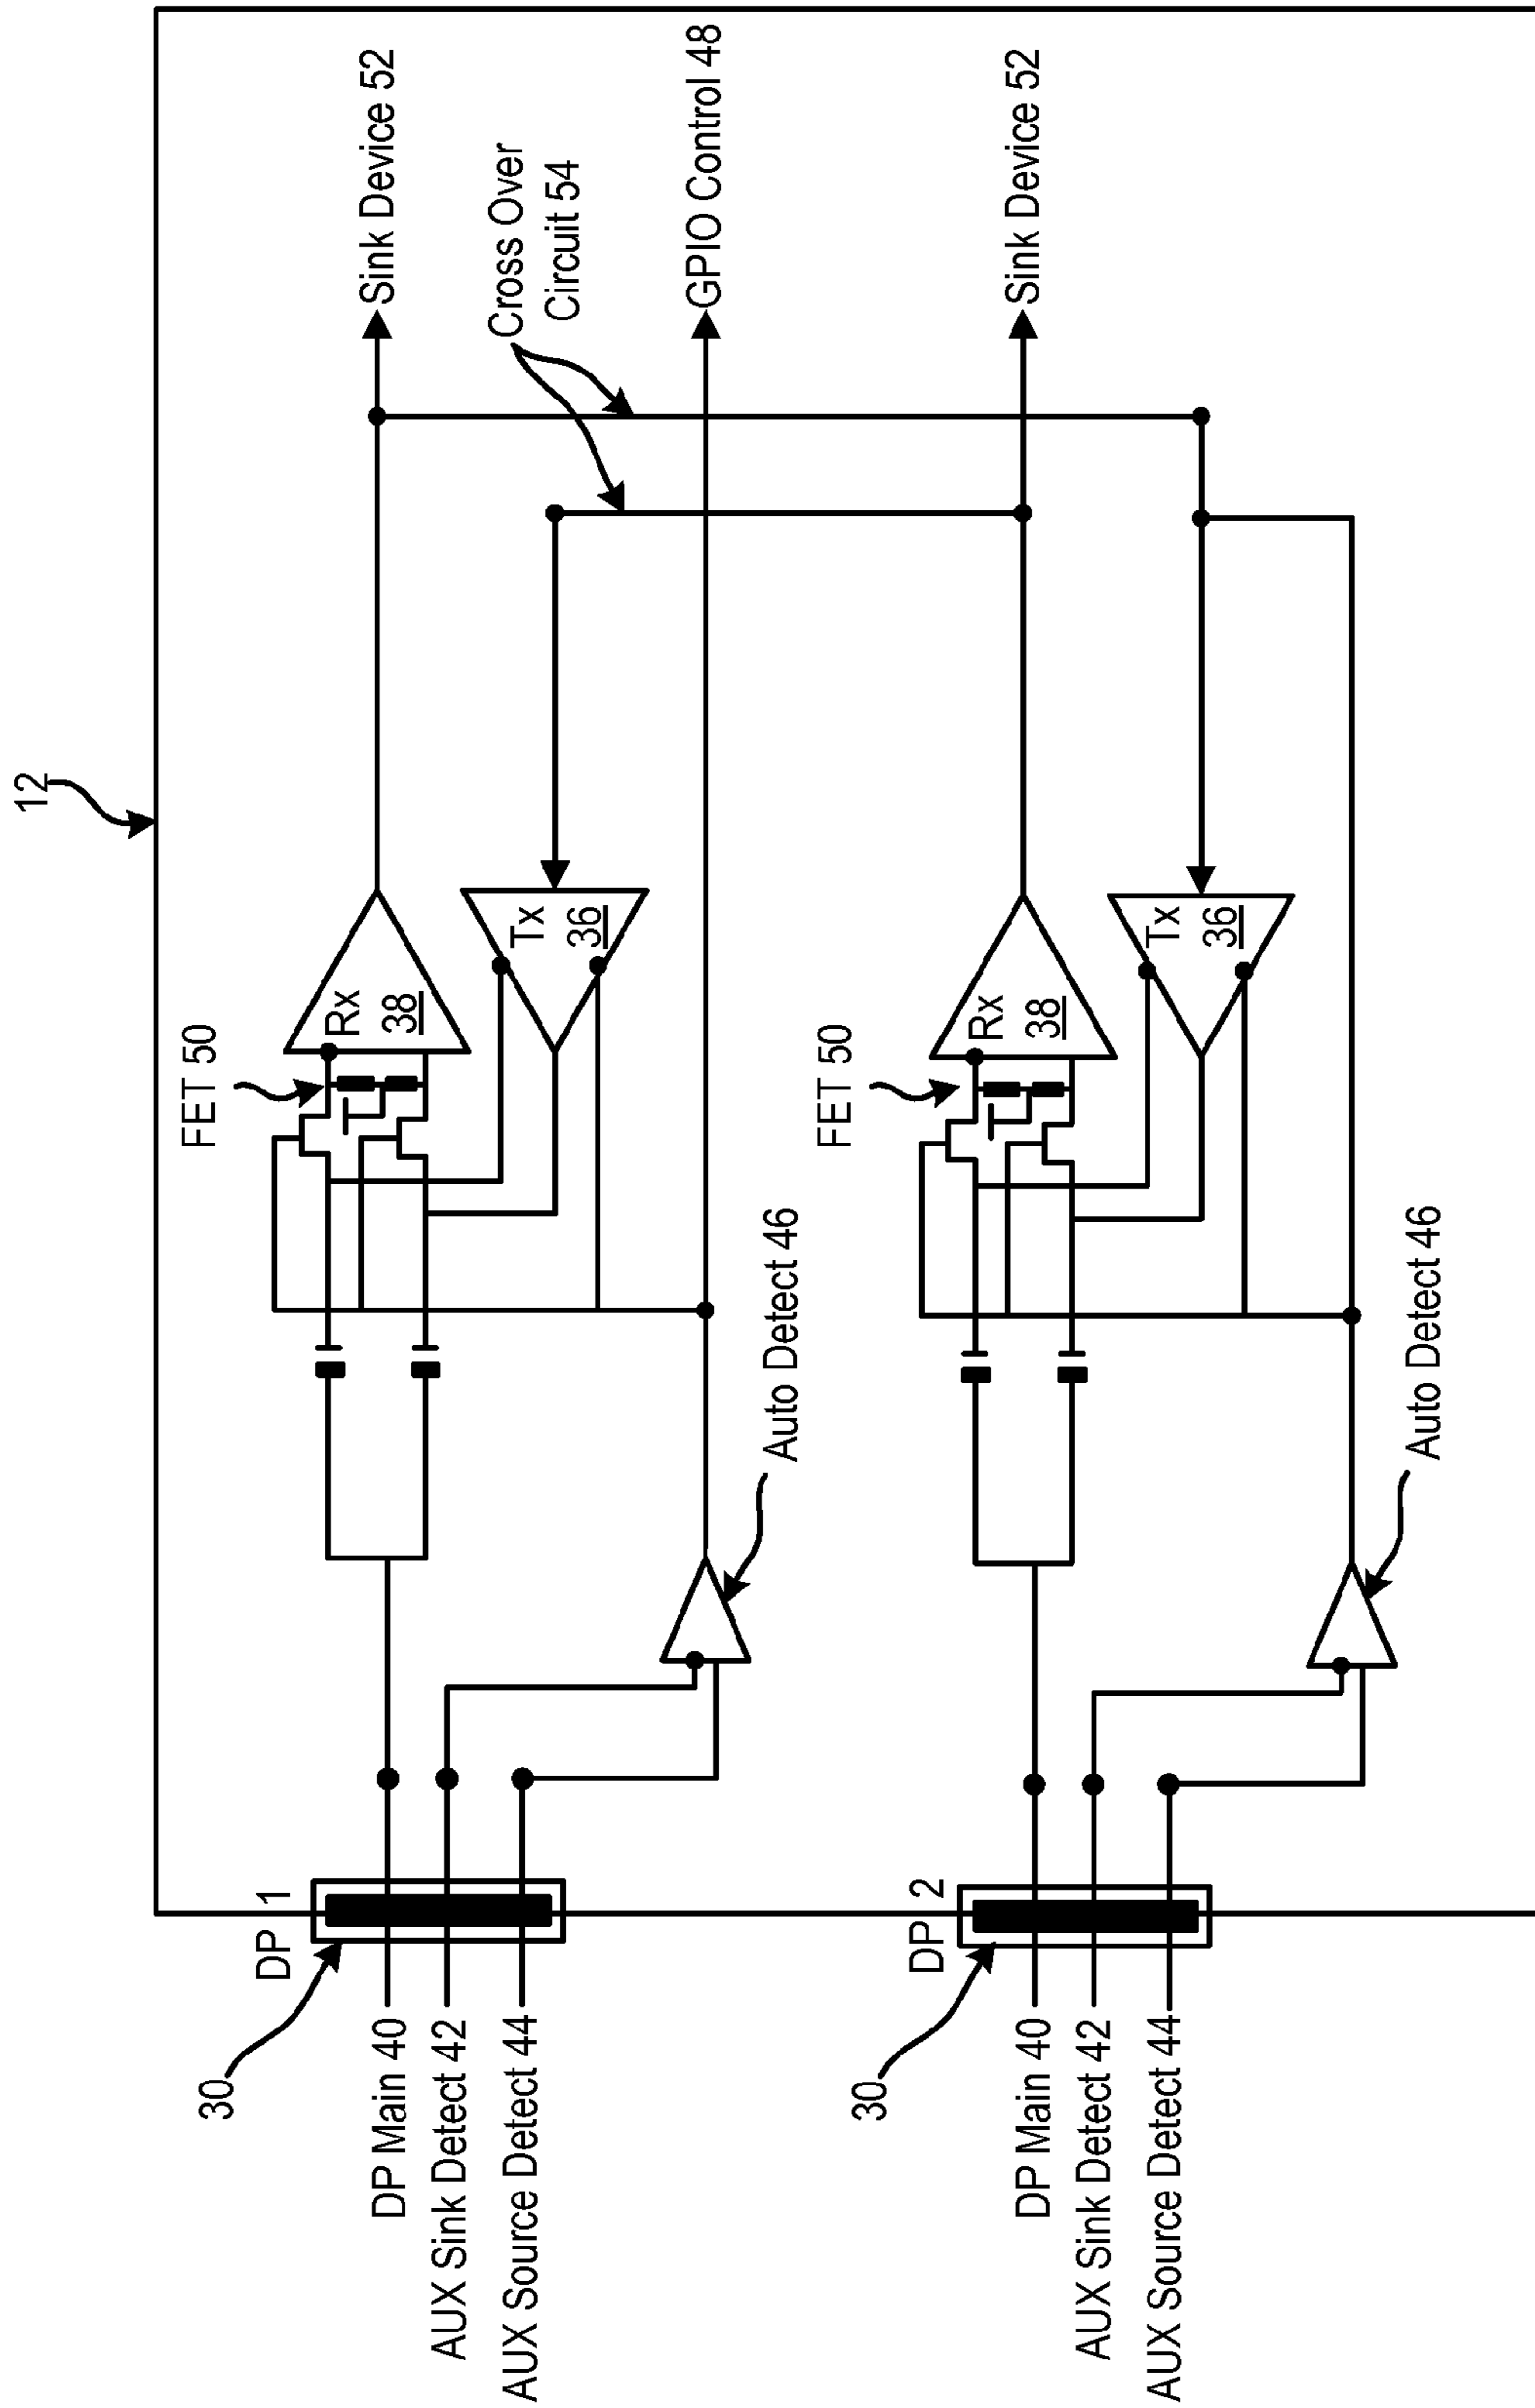 12
Sink Device 52
Cross Over
Circuit 54
GPIO Control 48
Sink Device 52
FET 50
Rx
38
Tx
36
Auto Detect 46
DP 1
30
DP Main 40
AUX Sink Detect 42
AUX Source Detect 44
FET 50
Rx
38
Tx
36
Auto Detect 46
DP 2
30
DP Main 40
AUX Sink Detect 42
AUX Source Detect 44